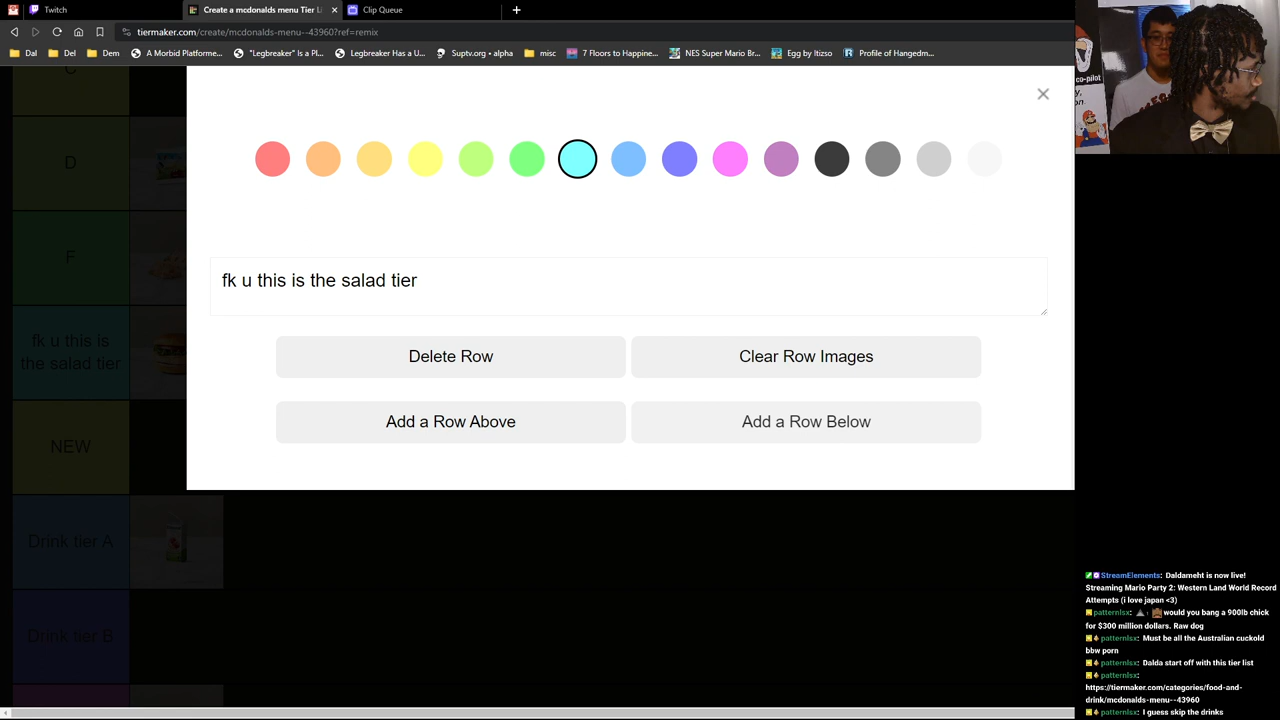 Twitch
Create a mcdonalds menu Tier Li
Clip Queue
tiermaker.com/create/mcdonalds-menu--43960?ref=remix
Dal
Del
Dem
A Morbid Platforme...
"Legbreaker" Is a Pl...
Legbreaker Has a U...
Suptv.org • alpha
misc
7 Floors to Happine...
NES Super Mario Br...
Egg by Itizso
Profile of Hangedm...
co-pilot
C
D
F
fk u this is
the salad tier
NEW
Drink tier A
Drink tier B
fk u this is the salad tier
Delete Row
Clear Row Images
Add a Row Above
Add a Row Below
StreamElements: Daldameht is now live!
Streaming Mario Party 2: Western Land World Record
Attempts (i love japan <3)
patternlsx: would you bang a 900lb chick
for $300 million dollars. Raw dog
patternlsx: Must be all the Australian cuckold
bbw porn
patternlsx: Dalda start off with this tier list
patternlsx:
https://tiermaker.com/categories/food-and-
drink/mcdonalds-menu--43960
patternlsx: I guess skip the drinks